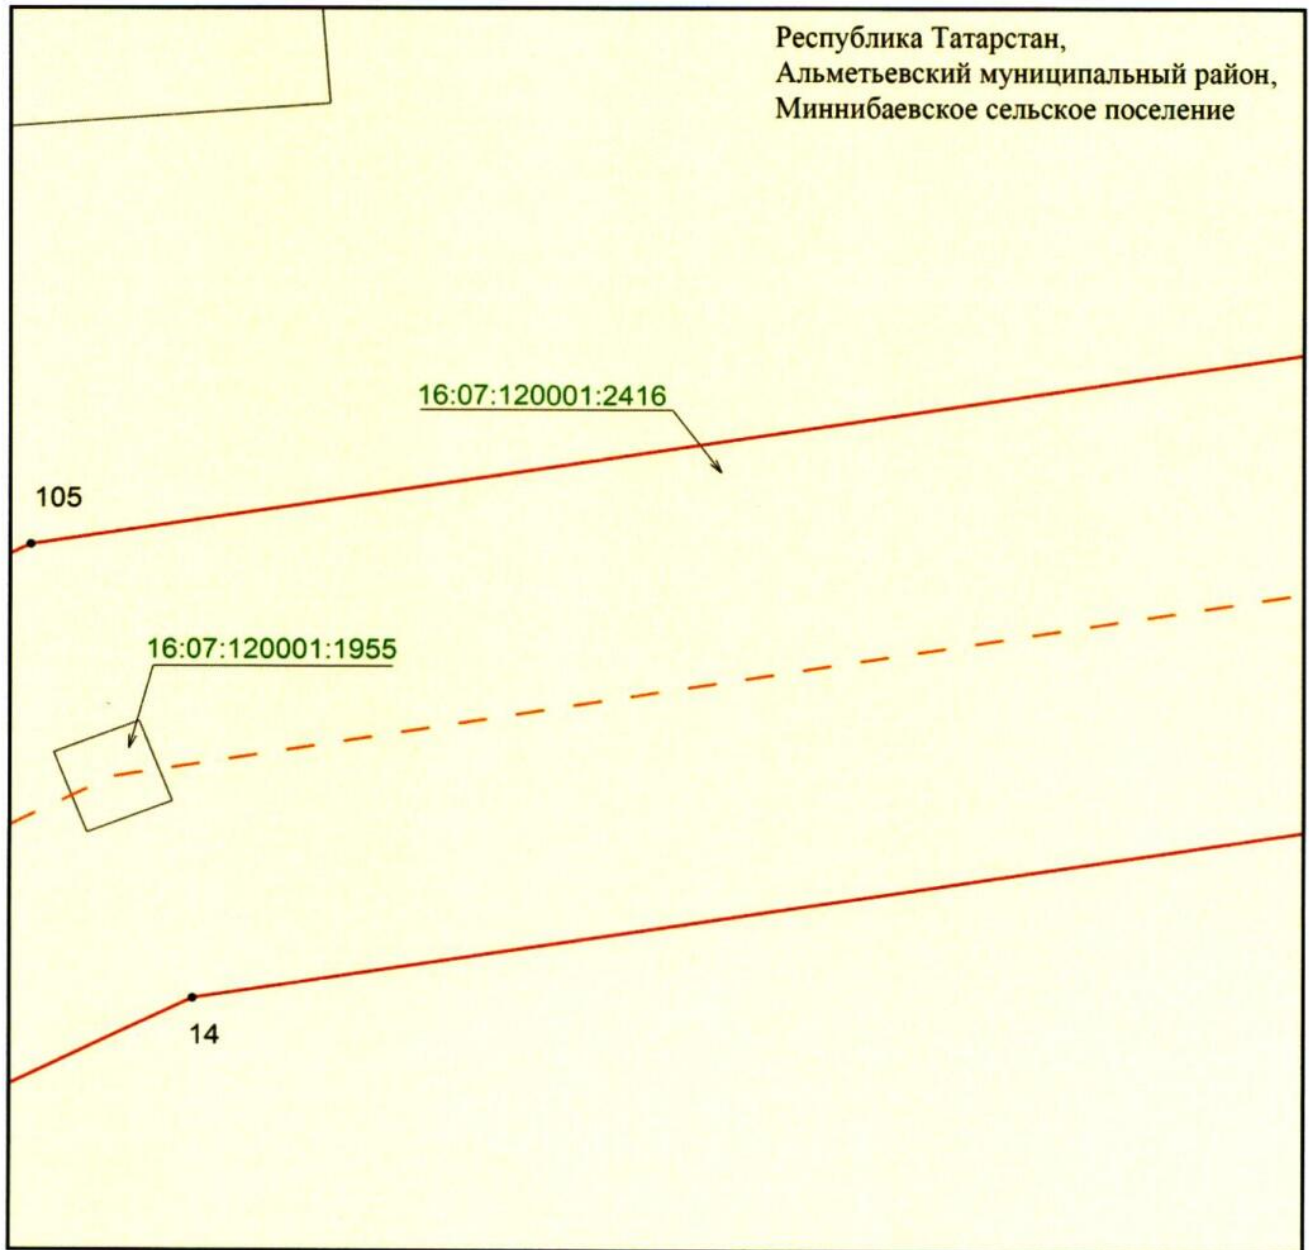 Республика Татарстан,
Альметьевский муниципальный район,
Миннибаевское сельское поселение
16:07:120001:2416
105
16:07:120001:1955
14